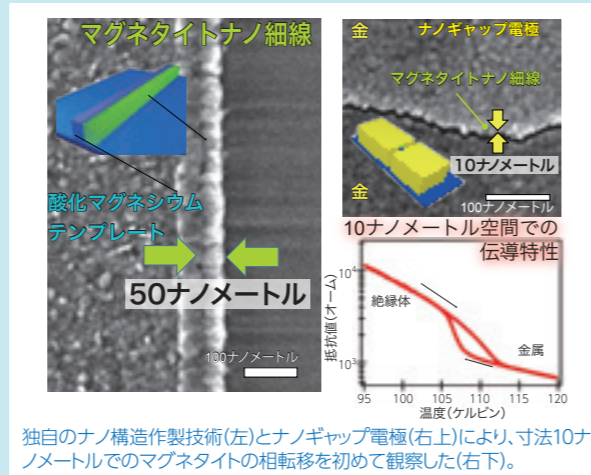 マグネタイトナノ細線
酸化マグネシウム
テンプレート
50ナノメートル
100ナノメートル
金
ナノギャップ電極
マグネタイトナノ細線
10ナノメートル
金
100ナノメートル
10ナノメートル空間での
伝導特性
抵抗値(オーム)
10⁴
10³
絶縁体
金属
95 100 105 110 115 120
温度(ケルビン)
独自のナノ構造作製技術(左)とナノギャップ電極(右上)により、寸法10ナ
ノメートルでのマグネタイトの相転移を初めて観察した(右下)。